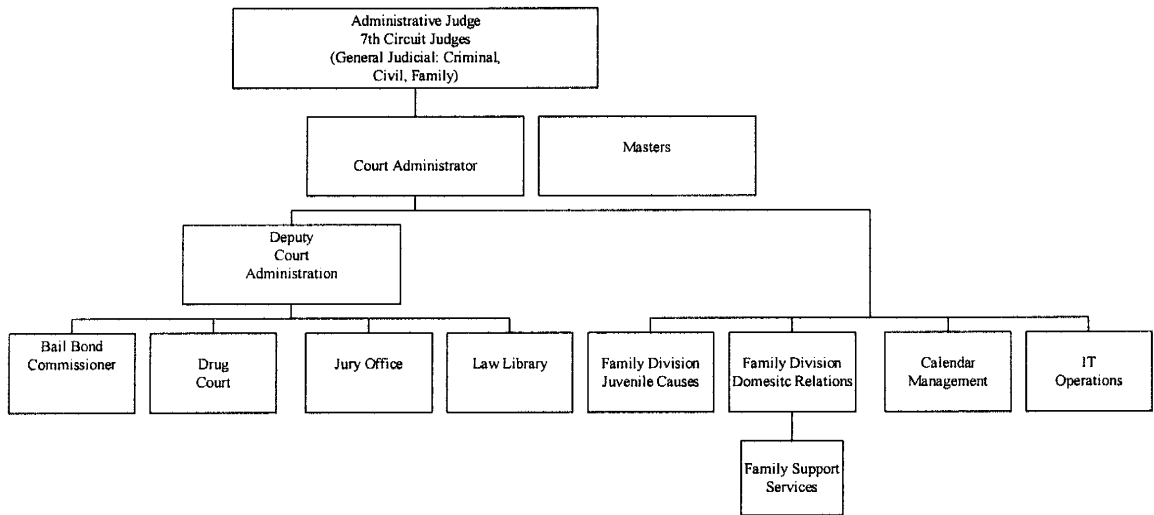 Administrative Judge
7th Circuit Judges
(General Judicial: Criminal,
Civil, Family)
Court Administrator
Masters
Deputy
Court
Administration
Bail Bond
Commissioner
Drug
Court
Jury Office
Law Library
Family Division
Juvenile Causes
Family Division
Domesitc Relations
Calendar
Management
IT
Operations
Family Support
Services